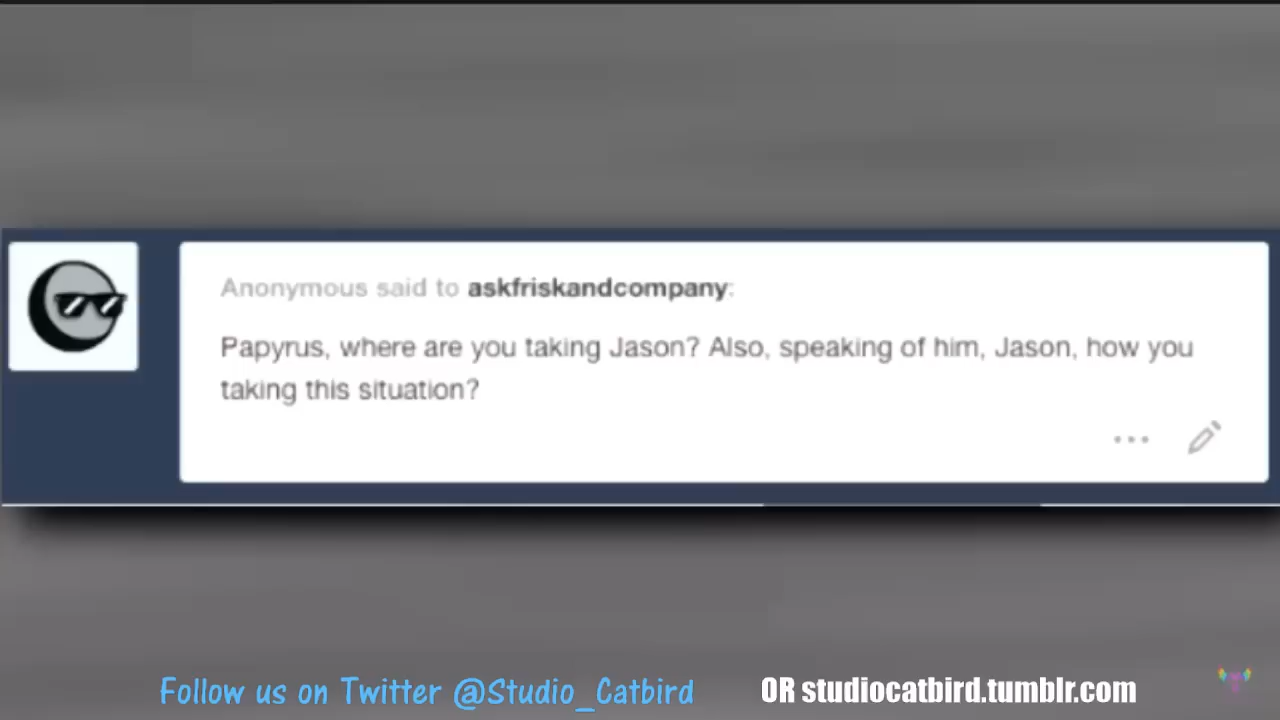 Anonymous said to askfriskandcompany:
Papyrus, where are you taking Jason? Also, speaking of him, Jason, how you
taking this situation?
Follow us on Twitter @Studio_Catbird OR studiocatbird.tumblr.com